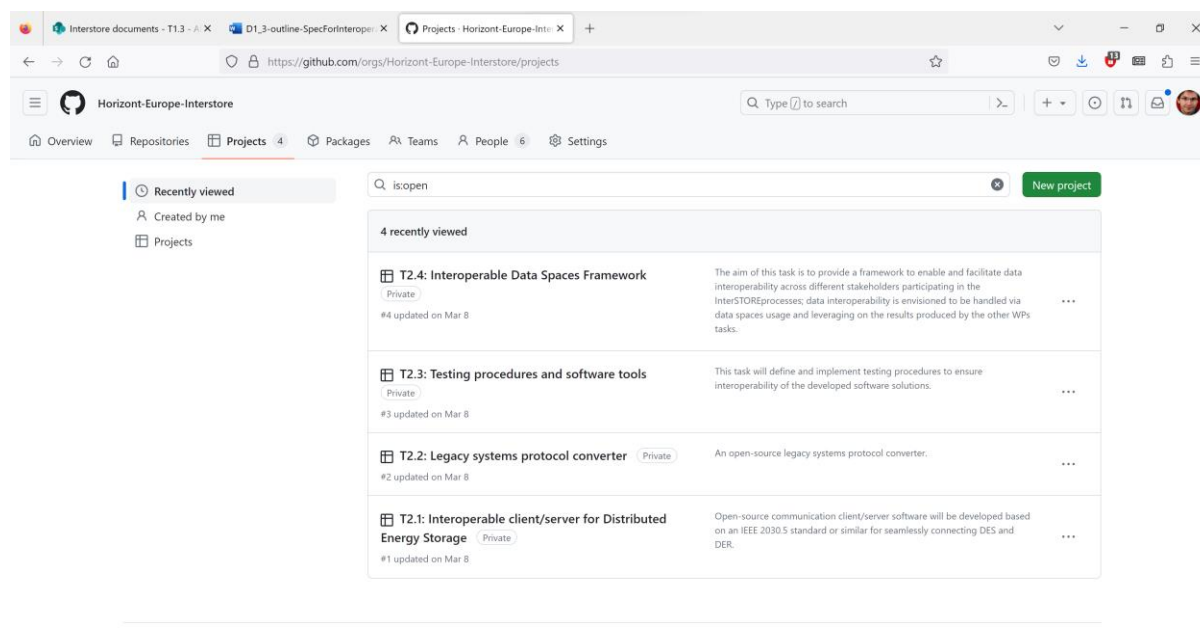 Interstore documents - T1.3 - A
D1_3-outline-SpecForInteroper
Projects · Horizont-Europe-Inter
https://github.com/orgs/Horizont-Europe-Interstore/projects
13
Horizont-Europe-Interstore
Type / to search
Overview
Repositories
Projects 4
Packages
Teams
People 6
Settings
Recently viewed
Created by me
Projects
is:open
New project
4 recently viewed
T2.4: Interoperable Data Spaces Framework
Private
#4 updated on Mar 8
The aim of this task is to provide a framework to enable and facilitate data
interoperability across different stakeholders participating in the
InterSTOREprocesses; data interoperability is envisioned to be handled via
data spaces usage and leveraging on the results produced by the other WPs
tasks.
T2.3: Testing procedures and software tools
Private
#3 updated on Mar 8
This task will define and implement testing procedures to ensure
interoperability of the developed software solutions.
T2.2: Legacy systems protocol converter Private
#2 updated on Mar 8
An open-source legacy systems protocol converter.
T2.1: Interoperable client/server for Distributed
Energy Storage Private
#1 updated on Mar 8
Open-source communication client/server software will be developed based
on an IEEE 2030.5 standard or similar for seamlessly connecting DES and
DER.